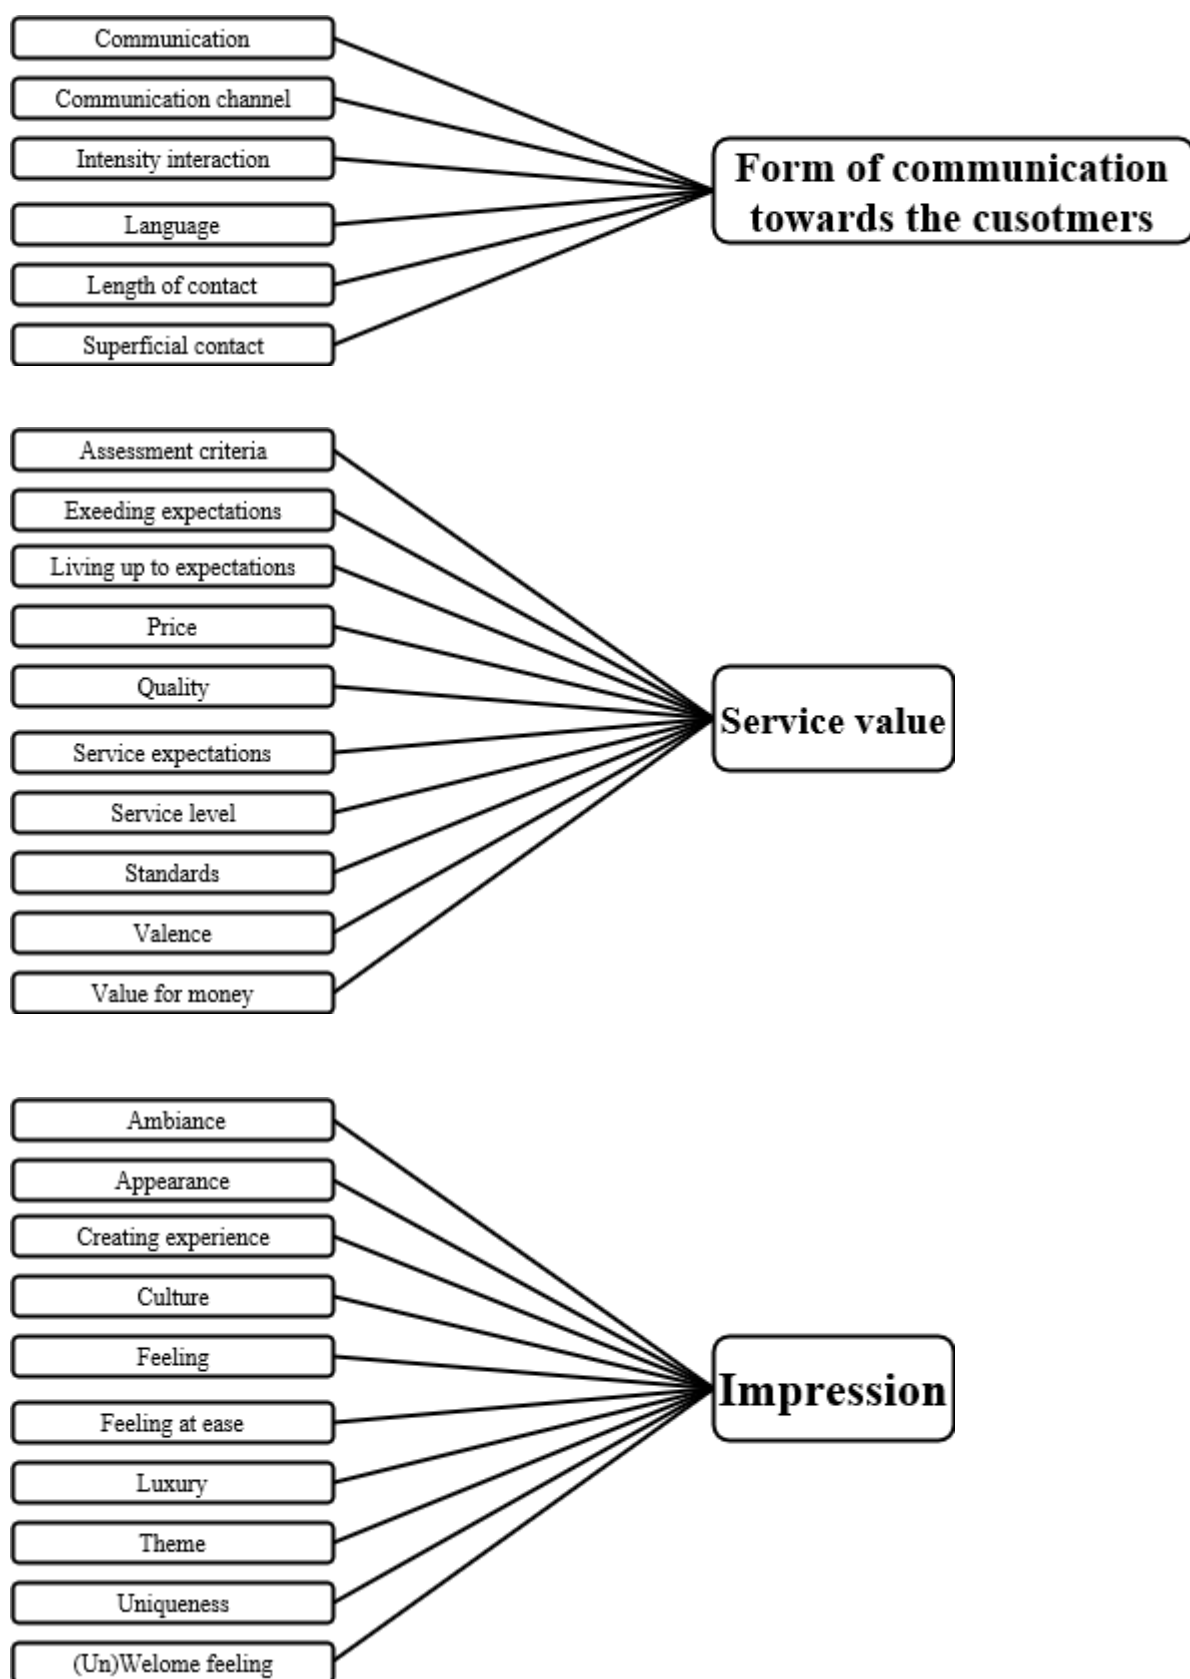 Communication
Communication channel
Intensity interaction
Language
Length of contact
Superficial contact
Form of communication
towards the cusotmers
Assessment criteria
Exeeding expectations
Living up to expectations
Price
Quality
Service expectations
Service level
Standards
Valence
Value for money
Service value
Ambiance
Appearance
Creating experience
Culture
Feeling
Feeling at ease
Luxury
Theme
Uniqueness
(Un)Welome feeling
Impression